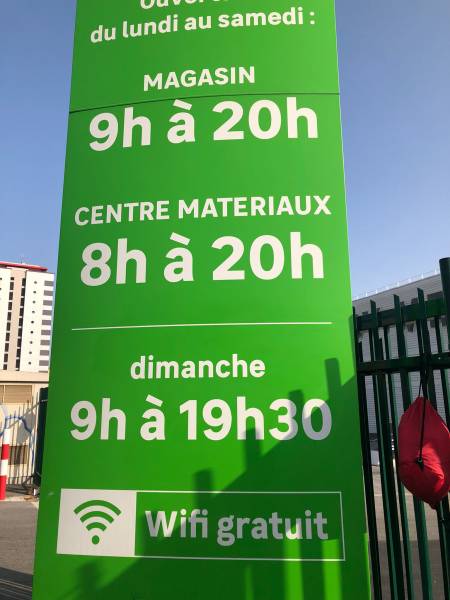 du lundi au samedi :
MAGASIN
9h à 20h
CENTRE MATERIAUX
8h à 20h
dimanche
9h à 19h30
Wifi gratuit